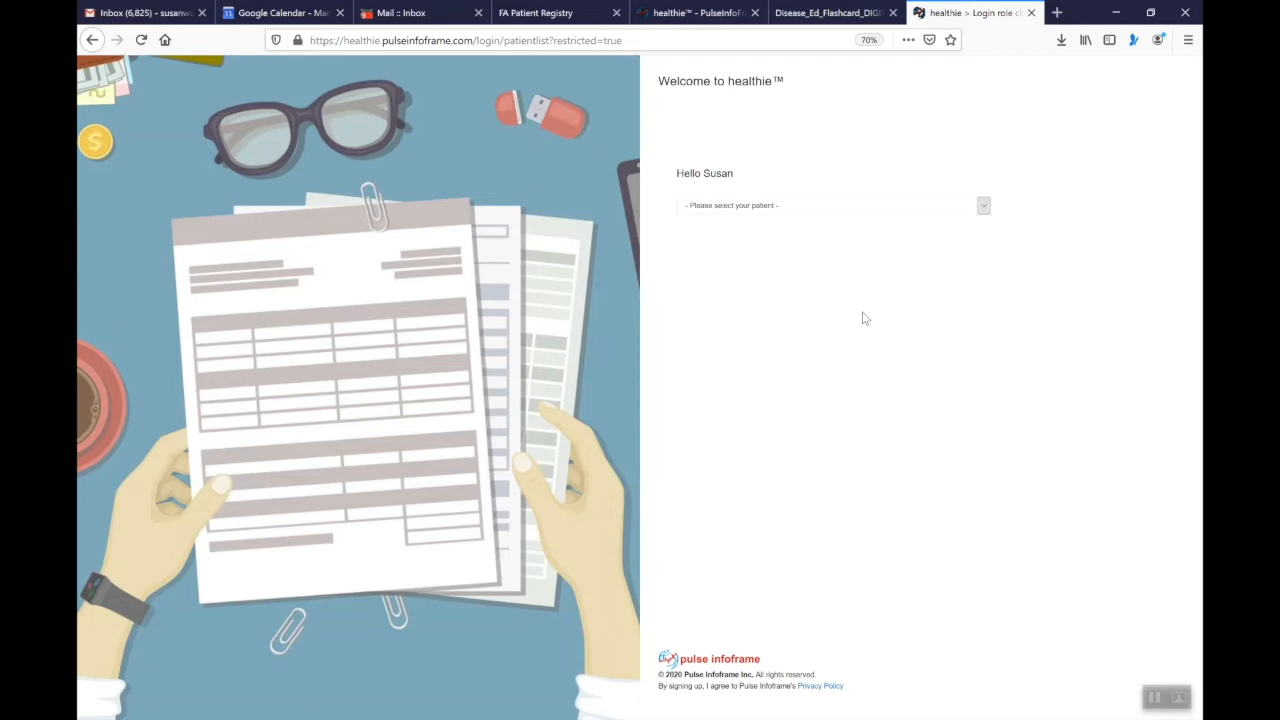 Inbox (6,825) - susanw
Google Calendar - Mar
Mail :: Inbox
FA Patient Registry
healthie™ - PulseInfoF
Disease_Ed_Flashcard_DIGI
healthie > Login role c
https://healthie.pulseinfoframe.com/login/patientlist?restricted=true
70%
Welcome to healthie™
Hello Susan
- Please select your patient -
pulse infoframe
© 2020 Pulse Infoframe Inc. All rights reserved.
By signing up, I agree to Pulse Infoframe's Privacy Policy